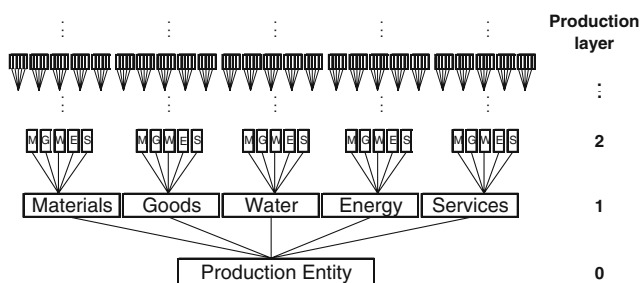 Production
layer
M G W E S M G W E S M G W E S M G W E S M G W E S 2
Materials Goods Water Energy Services 1
Production Entity 0